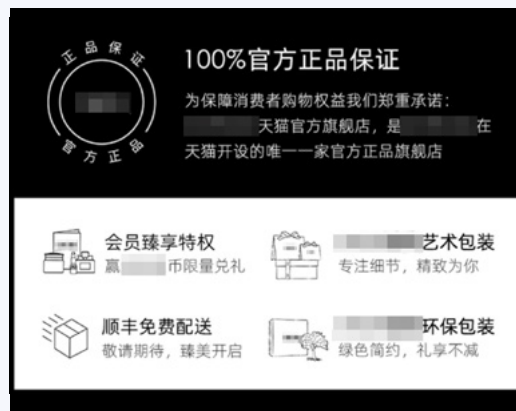 正品保证
官方正品
100%官方正品保证
为保障消费者购物权益我们郑重承诺：
天猫官方旗舰店，是 在
天猫开设的唯一一家官方正品旗舰店
会员臻享特权
赢 币限量兑礼
艺术包装
专注细节，精致为你
顺丰免费配送
敬请期待，臻美开启
环保包装
绿色简约，礼享不减